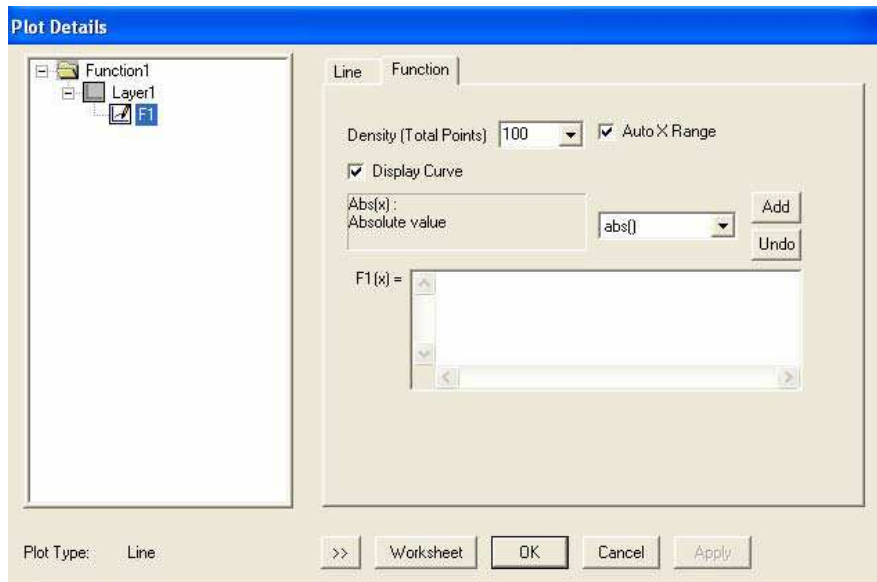 Plot Details
Function1
Layer1
F1
Line Function
Density (Total Points) 100 Auto X Range
Display Curve
Abs(x) :
Absolute value
abs()
Add
Undo
F1(x) =
Plot Type: Line >> Worksheet OK Cancel Apply